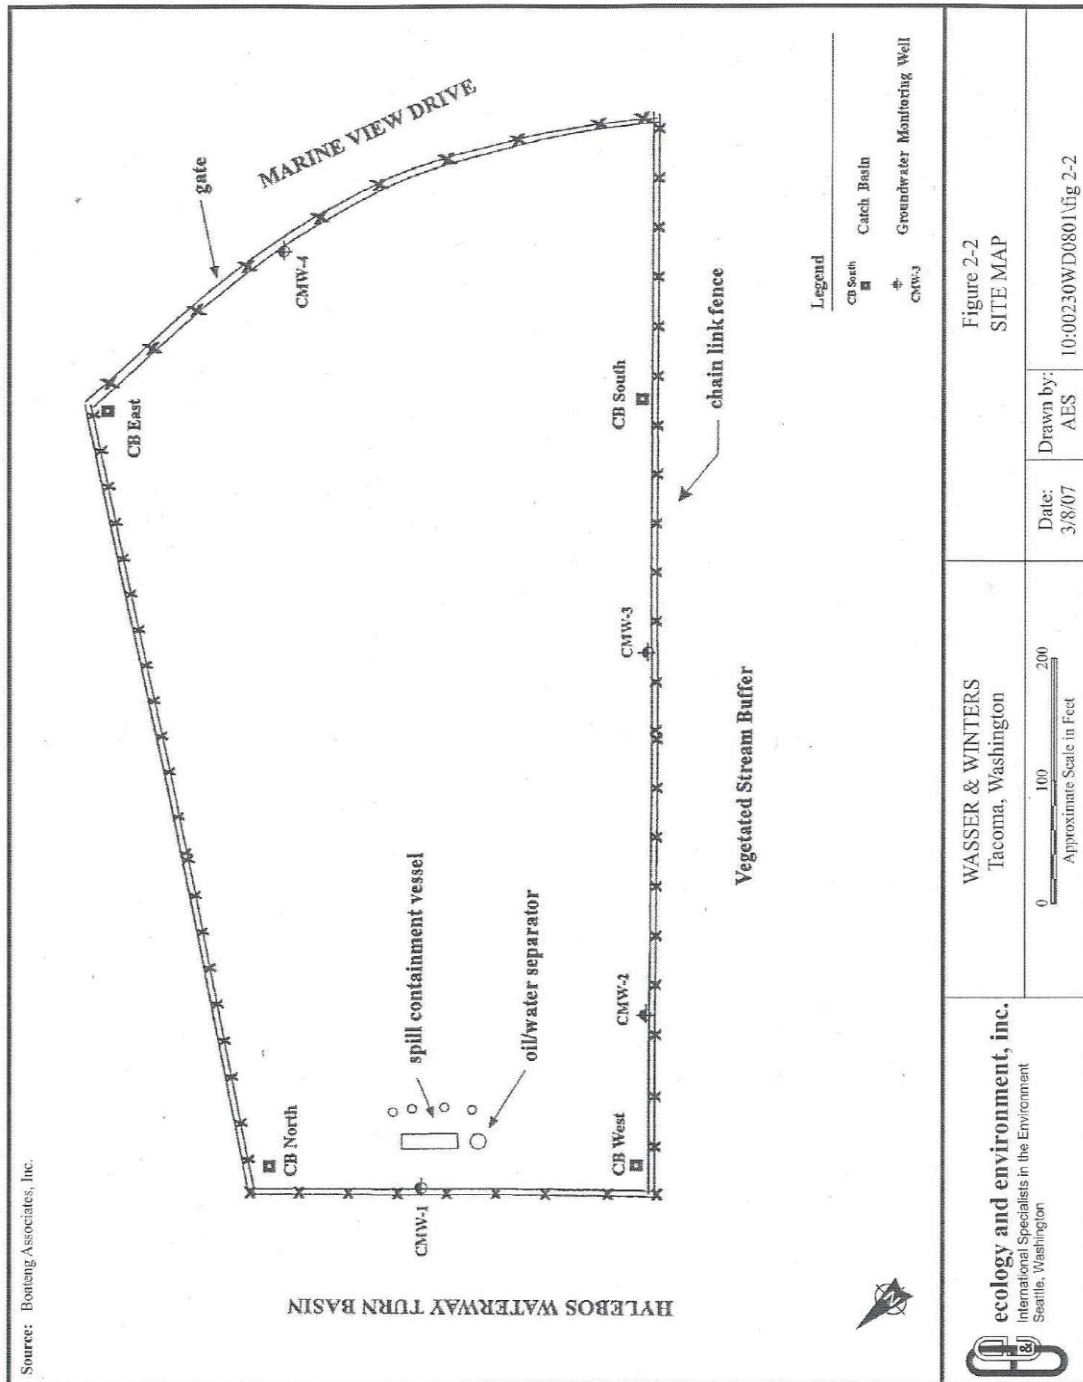 Source: Boateng Associates, Inc.
HYLEBOS WATERWAY TURN BASIN
CMW-1
CB North
spill containment vessel
oil/water separator
CB West
CMW-2
Vegetated Stream Buffer
CMW-3
chain link fence
CB South
CB East
CMW-4
gate
MARINE VIEW DRIVE
Legend
CB South
Catch Basin
CMW-3
Groundwater Monitoring Well
N
&
ecology and environment, inc.
International Specialists in the Environment
Seattle, Washington
WASSER & WINTERS
Tacoma, Washington
0 100 200
Approximate Scale in Feet
Figure 2-2
SITE MAP
Date:
3/8/07
Drawn by:
AES
10:00230WD0801\fig 2-2